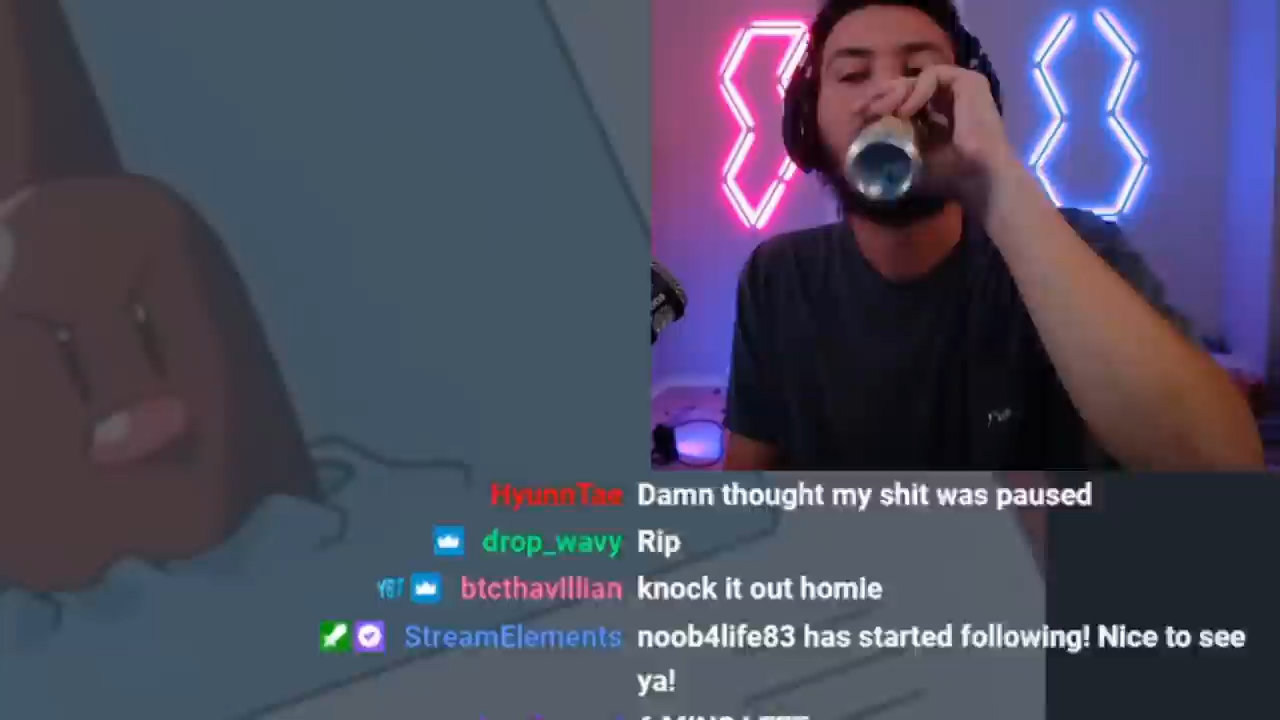 HyunnTae Damn thought my shit was paused
drop_wavy Rip
YBT btcthavIllian knock it out homie
StreamElements noob4life83 has started following! Nice to see
ya!